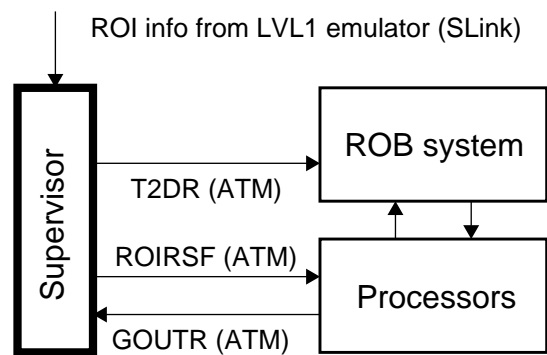 ROI info from LVL1 emulator (SLink)
Supervisor
ROB system
T2DR (ATM)
ROIRSF (ATM)
Processors
GOUTR (ATM)